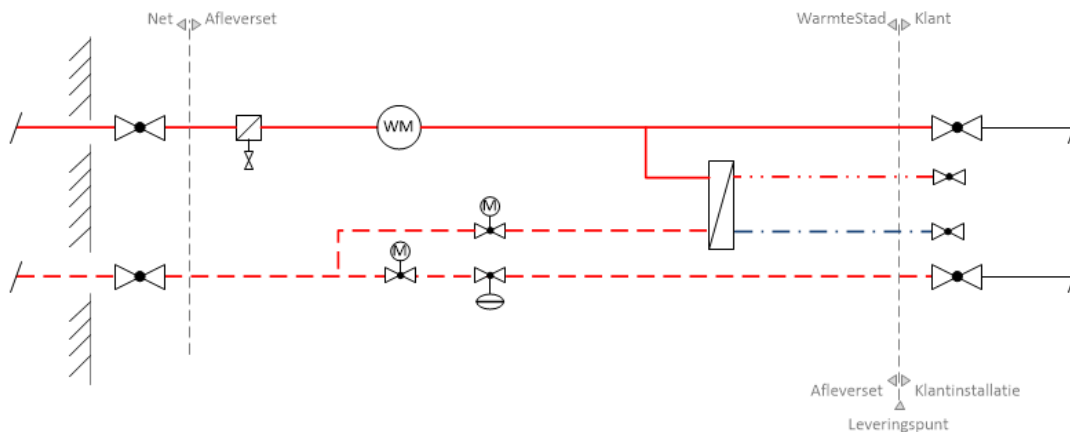 Net Afleverset
WarmteStad Klant
WM
M
M
Afleverset Klantinstallatie
Leveringspunt